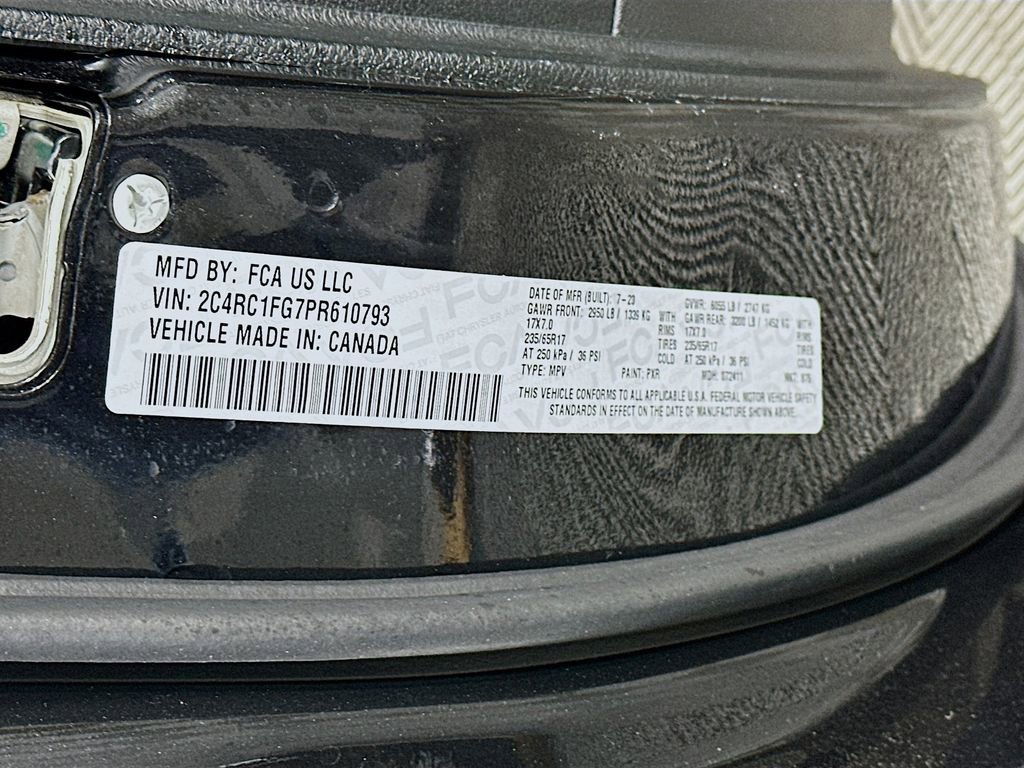 MFD BY: FCA US LLC
VIN: 2C4RC1FG7PR610793
VEHICLE MADE IN: CANADA
DATE OF MFR (BUILT): 7-23 GVWR: 6055 LB / 2747 KG
GAWR FRONT: 2950 LB / 1339 KG WITH GAWR REAR: 3200 LB / 1452 KG WITH
17X7.0 RIMS 17X7.0 RIMS
235/65R17 TIRES 235/65R17 TIRES
AT 250 kPa / 36 PSI COLD AT 250 kPa / 36 PSI COLD
TYPE: MPV PAINT: PXR MDH: 072411
THIS VEHICLE CONFORMS TO ALL APPLICABLE U.S.A. FEDERAL MOTOR VEHICLE SAFETY
STANDARDS IN EFFECT ON THE DATE OF MANUFACTURE SHOWN ABOVE.